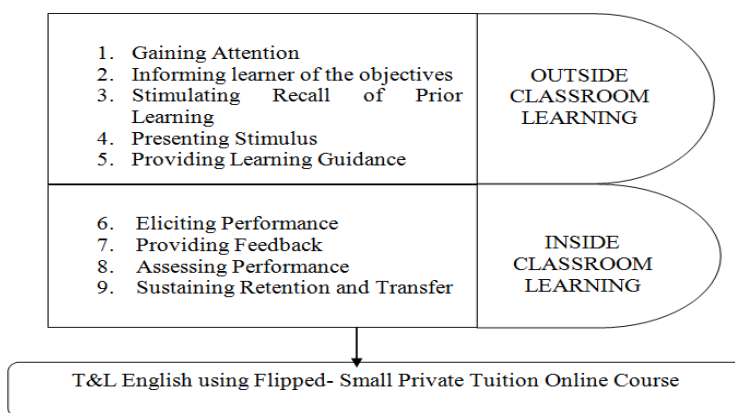 1. Gaining Attention
2. Informing learner of the objectives
3. Stimulating Recall of Prior
Learning
4. Presenting Stimulus
5. Providing Learning Guidance
OUTSIDE
CLASSROOM
LEARNING
6. Eliciting Performance
7. Providing Feedback
8. Assessing Performance
9. Sustaining Retention and Transfer
INSIDE
CLASSROOM
LEARNING
T&L English using Flipped- Small Private Tuition Online Course